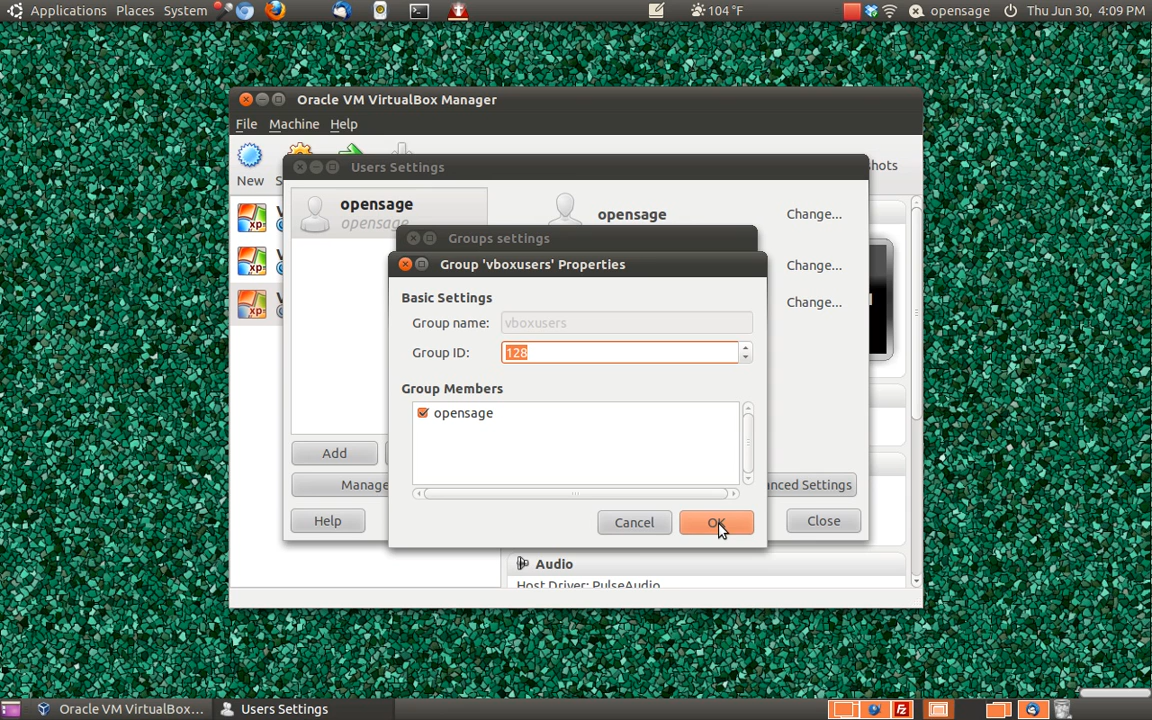 Applications Places System 104 °F opensage Thu Jun 30, 4:09 PM
Oracle VM VirtualBox Manager
File Machine Help
New
hots
Users Settings
opensage
opensage
opensage Change...
Change...
Change...
Groups settings
Group 'vboxusers' Properties
Basic Settings
Group name: vboxusers
Group ID: 128
Group Members
opensage
Add
Manage
nced Settings
Help
Cancel OK
Close
Audio
Host Driver: PulseAudio
Oracle VM VirtualBox... Users Settings